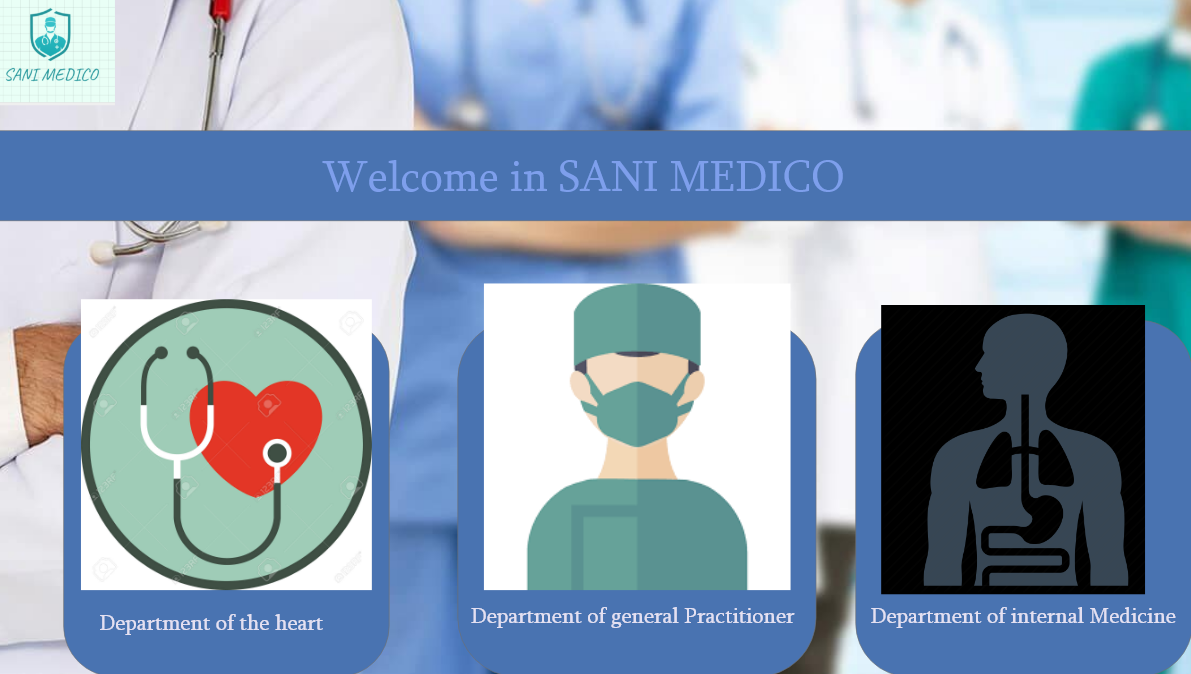 SANI MEDICO
Welcome in SANI MEDICO
Department of the heart
Department of general Practitioner
Department of internal Medicine